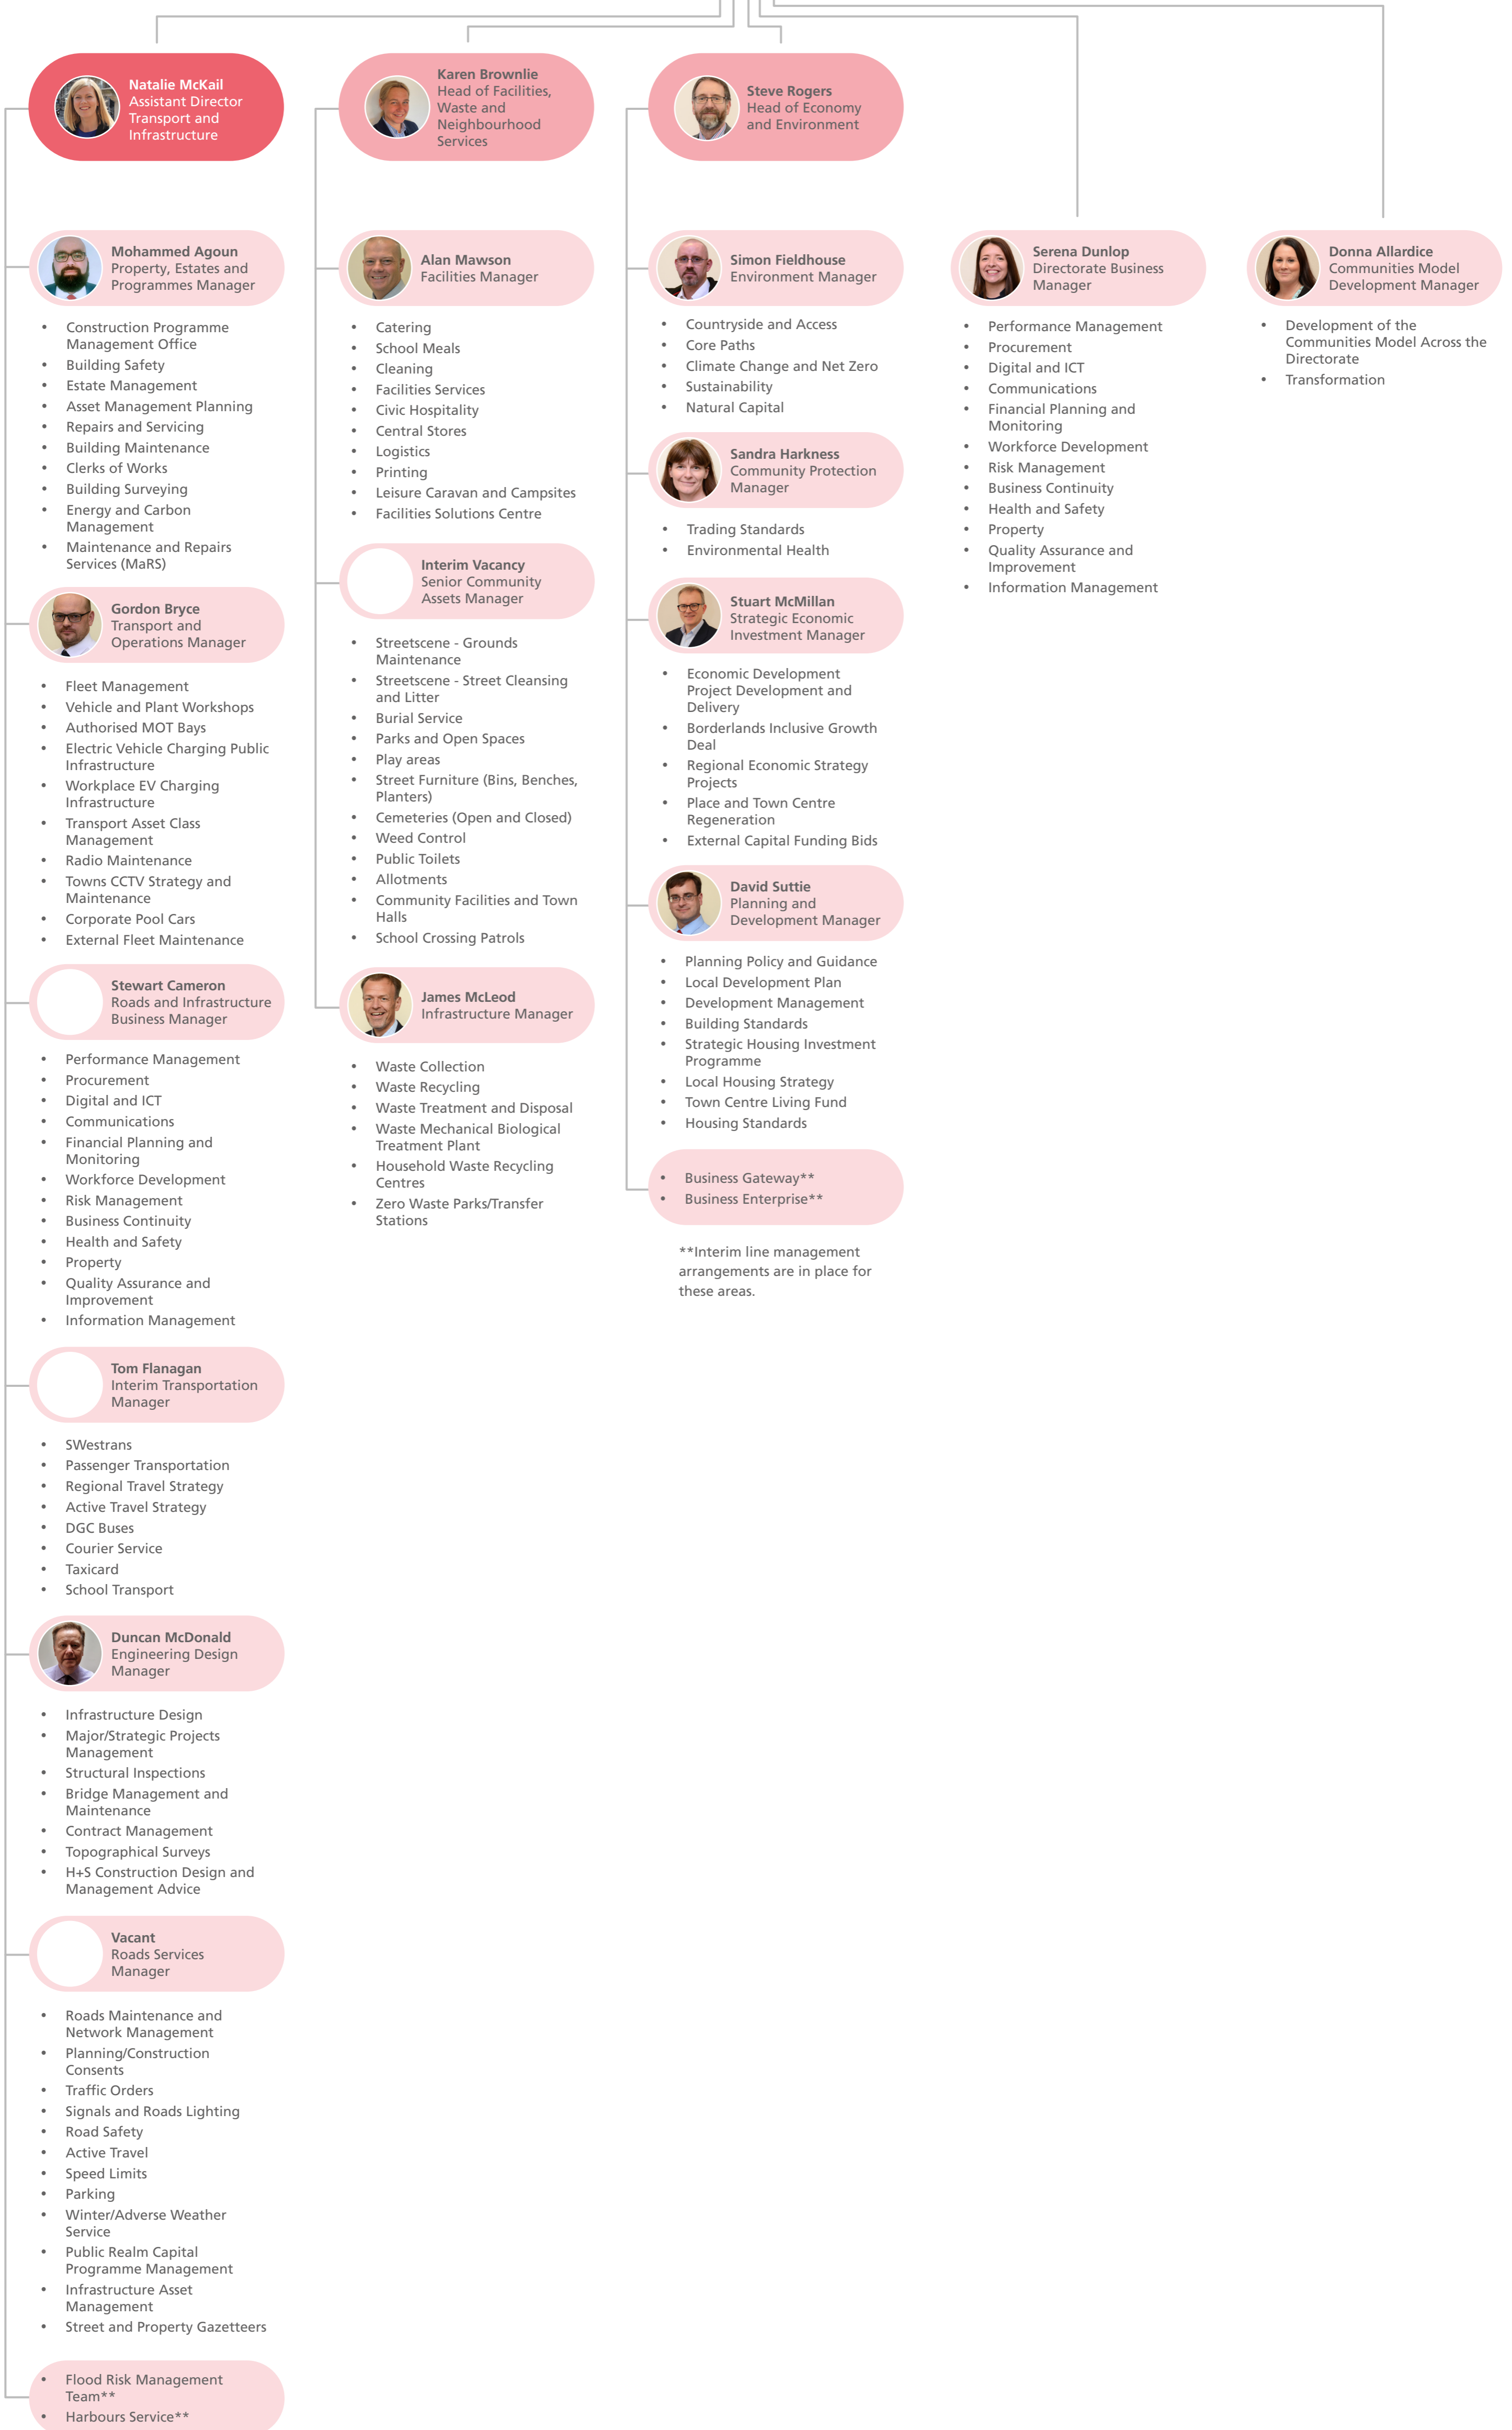 Natalie McKail
Assistant Director
Transport and
Infrastructure
Mohammed Agoun
Property, Estates and
Programmes Manager
• Construction Programme
Management Office
• Building Safety
• Estate Management
• Asset Management Planning
• Repairs and Servicing
• Building Maintenance
• Clerks of Works
• Building Surveying
• Energy and Carbon
Management
• Maintenance and Repairs
Services (MaRS)
Gordon Bryce
Transport and
Operations Manager
• Fleet Management
• Vehicle and Plant Workshops
• Authorised MOT Bays
• Electric Vehicle Charging Public
Infrastructure
• Workplace EV Charging
Infrastructure
• Transport Asset Class
Management
• Radio Maintenance
• Towns CCTV Strategy and
Maintenance
• Corporate Pool Cars
• External Fleet Maintenance
Stewart Cameron
Roads and Infrastructure
Business Manager
• Performance Management
• Procurement
• Digital and ICT
• Communications
• Financial Planning and
Monitoring
• Workforce Development
• Risk Management
• Business Continuity
• Health and Safety
• Property
• Quality Assurance and
Improvement
• Information Management
Tom Flanagan
Interim Transportation
Manager
• SWestrans
• Passenger Transportation
• Regional Travel Strategy
• Active Travel Strategy
• DGC Buses
• Courier Service
• Taxicard
• School Transport
Duncan McDonald
Engineering Design
Manager
• Infrastructure Design
• Major/Strategic Projects
Management
• Structural Inspections
• Bridge Management and
Maintenance
• Contract Management
• Topographical Surveys
• H+S Construction Design and
Management Advice
Vacant
Roads Services
Manager
• Roads Maintenance and
Network Management
• Planning/Construction
Consents
• Traffic Orders
• Signals and Roads Lighting
• Road Safety
• Active Travel
• Speed Limits
• Parking
• Winter/Adverse Weather
Service
• Public Realm Capital
Programme Management
• Infrastructure Asset
Management
• Street and Property Gazetteers
• Flood Risk Management
Team**
• Harbours Service**
Karen Brownlie
Head of Facilities,
Waste and
Neighbourhood
Services
Alan Mawson
Facilities Manager
• Catering
• School Meals
• Cleaning
• Facilities Services
• Civic Hospitality
• Central Stores
• Logistics
• Printing
• Leisure Caravan and Campsites
• Facilities Solutions Centre
Interim Vacancy
Senior Community
Assets Manager
• Streetscene - Grounds
Maintenance
• Streetscene - Street Cleansing
and Litter
• Burial Service
• Parks and Open Spaces
• Play areas
• Street Furniture (Bins, Benches,
Planters)
• Cemeteries (Open and Closed)
• Weed Control
• Public Toilets
• Allotments
• Community Facilities and Town
Halls
• School Crossing Patrols
James McLeod
Infrastructure Manager
• Waste Collection
• Waste Recycling
• Waste Treatment and Disposal
• Waste Mechanical Biological
Treatment Plant
• Household Waste Recycling
Centres
• Zero Waste Parks/Transfer
Stations
Steve Rogers
Head of Economy
and Environment
Simon Fieldhouse
Environment Manager
• Countryside and Access
• Core Paths
• Climate Change and Net Zero
• Sustainability
• Natural Capital
Sandra Harkness
Community Protection
Manager
• Trading Standards
• Environmental Health
Stuart McMillan
Strategic Economic
Investment Manager
• Economic Development
Project Development and
Delivery
• Borderlands Inclusive Growth
Deal
• Regional Economic Strategy
Projects
• Place and Town Centre
Regeneration
• External Capital Funding Bids
David Suttie
Planning and
Development Manager
• Planning Policy and Guidance
• Local Development Plan
• Development Management
• Building Standards
• Strategic Housing Investment
Programme
• Local Housing Strategy
• Town Centre Living Fund
• Housing Standards
• Business Gateway**
• Business Enterprise**
**Interim line management
arrangements are in place for
these areas.
Serena Dunlop
Directorate Business
Manager
• Performance Management
• Procurement
• Digital and ICT
• Communications
• Financial Planning and
Monitoring
• Workforce Development
• Risk Management
• Business Continuity
• Health and Safety
• Property
• Quality Assurance and
Improvement
• Information Management
Donna Allardice
Communities Model
Development Manager
• Development of the
Communities Model Across the
Directorate
• Transformation